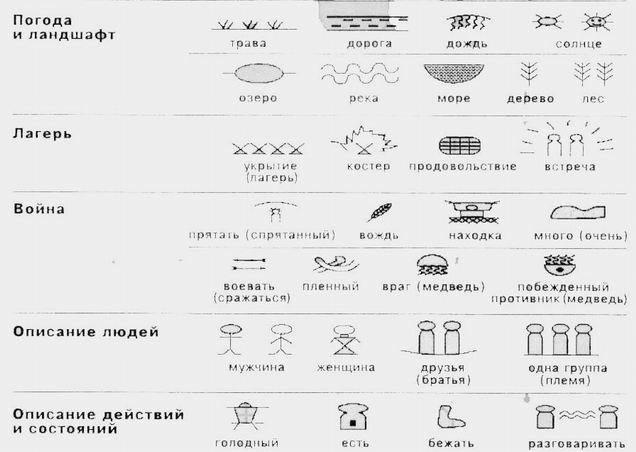 Погода
и ландшафт
трава дорога дождь солнце
озеро река море дерево лес
Лагерь
укрытие (лагерь) костер продовольствие встреча
Война
прятать (спрятанный) вождь находка много (очень)
воевать (сражаться) пленный враг (медведь) побежденный противник (медведь)
Описание людей
мужчина женщина друзья (братья) одна группа (племя)
Описание действий
и состояний
голодный есть бежать разговаривать